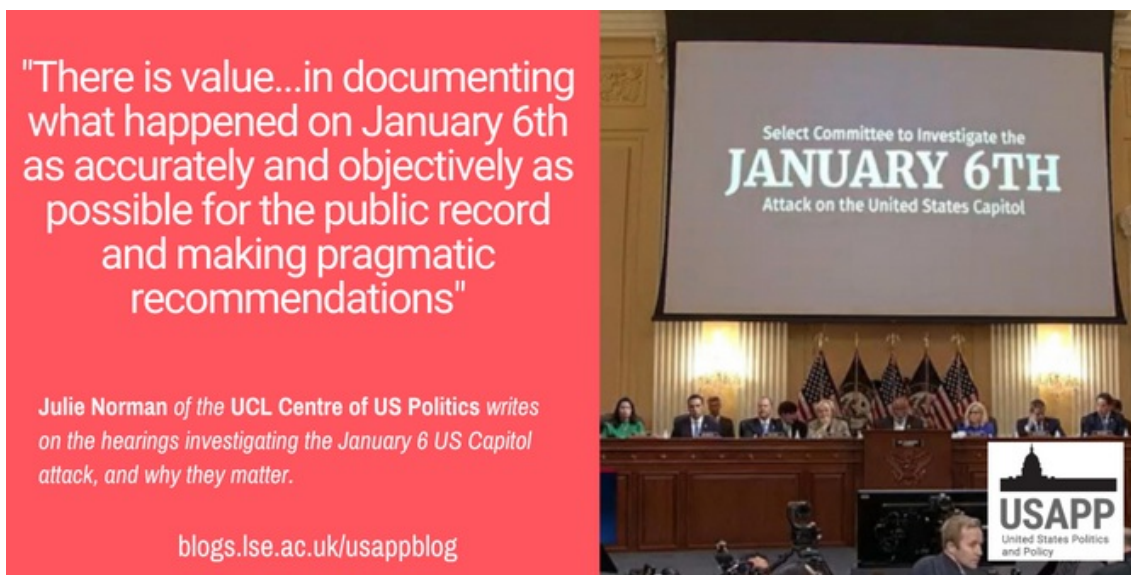 "There is value...in documenting
what happened on January 6th
as accurately and objectively as
possible for the public record
and making pragmatic
recommendations"
Julie Norman of the UCL Centre of US Politics writes
on the hearings investigating the January 6 US Capitol
attack, and why they matter.
blogs.lse.ac.uk/usappblog
Select Committee to Investigate the
JANUARY 6TH
Attack on the United States Capitol
USAPP
United States Politics
and Policy